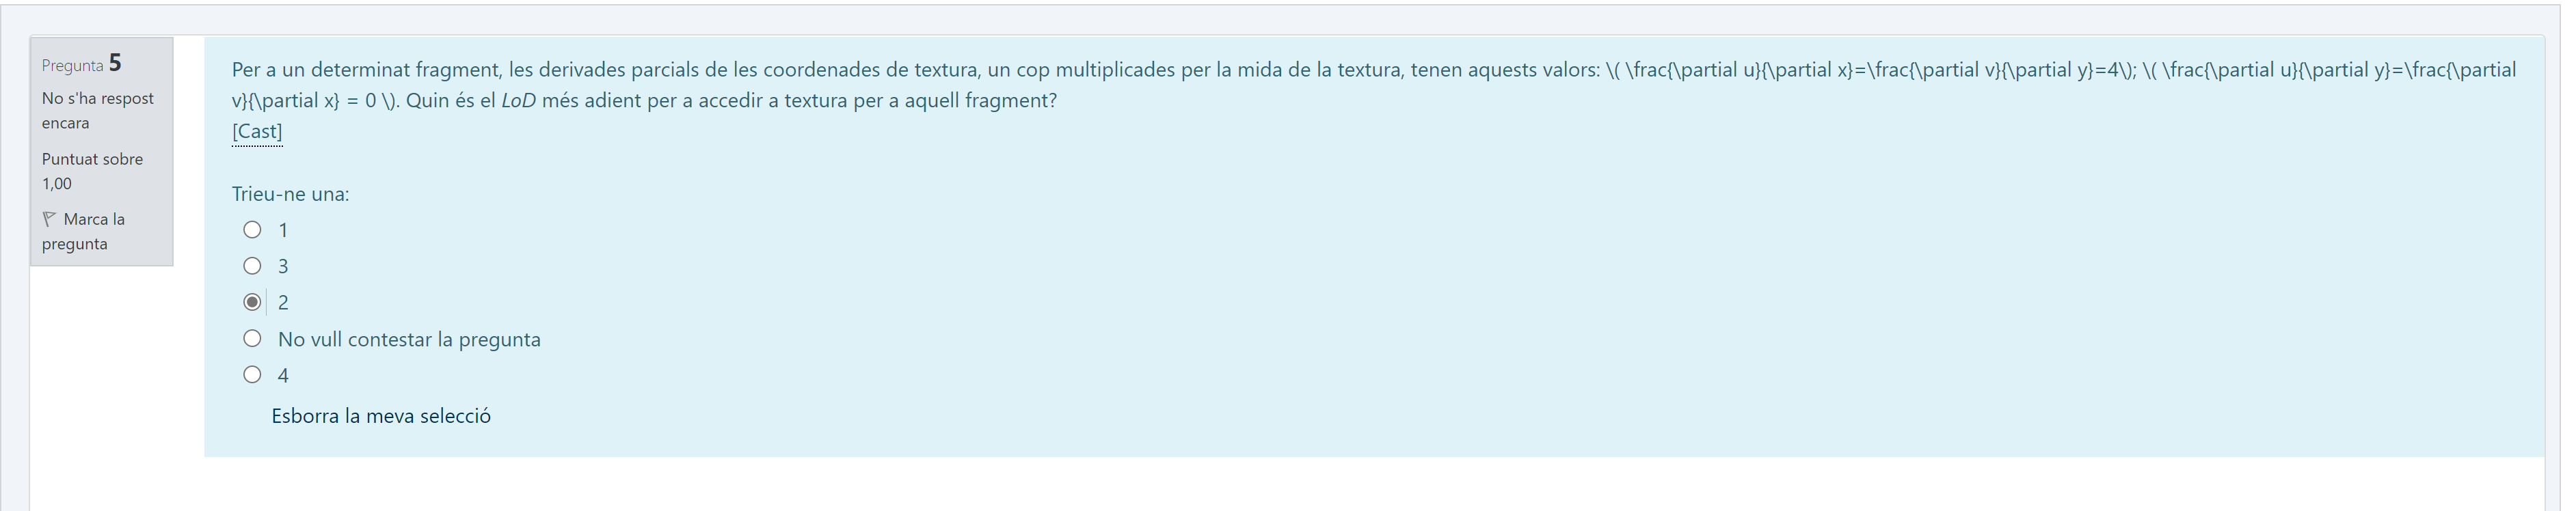 Pregunta 5
No s'ha respost
encara
Puntuat sobre
1,00
Marca la
pregunta
Per a un determinat fragment, les derivades parcials de les coordenades de textura, un cop multiplicades per la mida de la textura, tenen aquests valors: \( \frac{\partial u}{\partial x}=\frac{\partial v}{\partial y}=4\); \( \frac{\partial u}{\partial y}=\frac{\partial
v}{\partial x} = 0 \). Quin és el LoD més adient per a accedir a textura per a aquell fragment?
[Cast]
Trieu-ne una:
1
3
2
No vull contestar la pregunta
4
Esborra la meva selecció